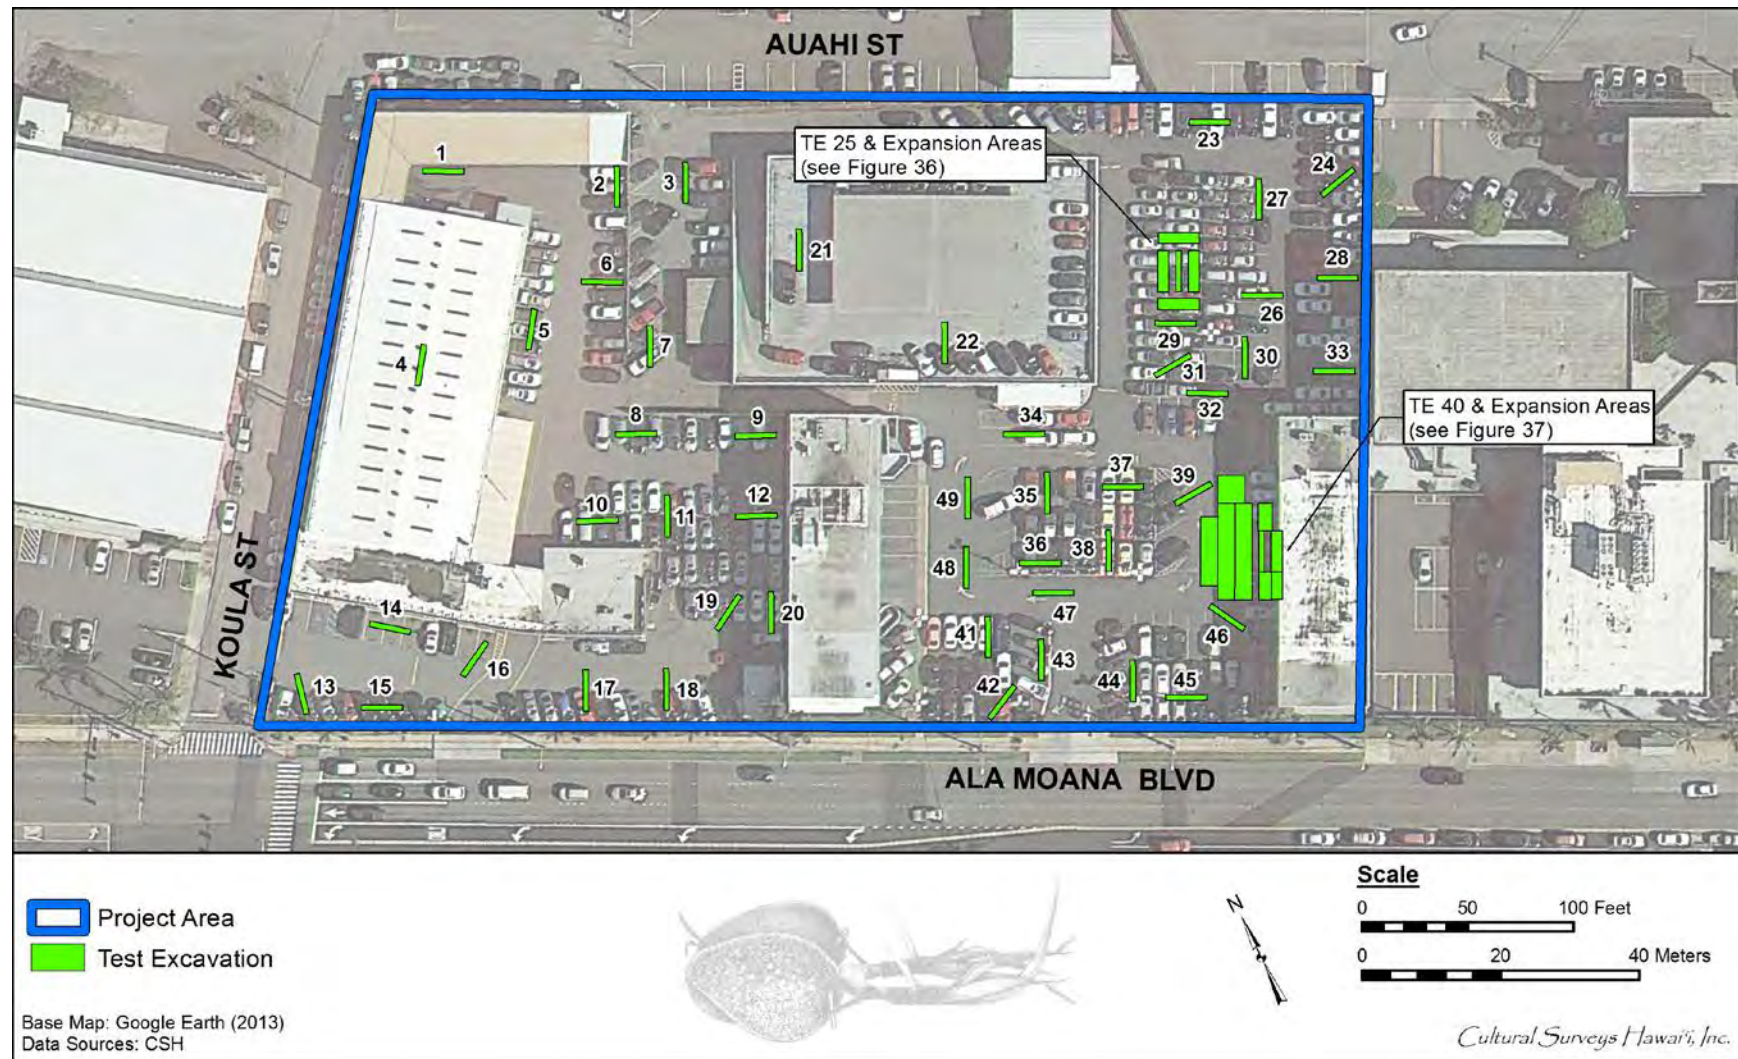 AUAHI ST
TE 25 & Expansion Areas
(see Figure 36)
23
24
1
2
3
27
21
28
6
26
5
4
7
22
29
30
31
33
32
TE 40 & Expansion Areas
(see Figure 37)
8
9
34
37
39
49
35
10
11
12
36
38
48
47
19
20
46
14
41
43
16
KOULA ST
13
15
17
18
42
44
45
ALA MOANA BLVD
Project Area
Test Excavation
Base Map: Google Earth (2013)
Data Sources: CSH
N
Scale
0 50 100 Feet
0 20 40 Meters
Cultural Surveys Hawai'i, Inc.